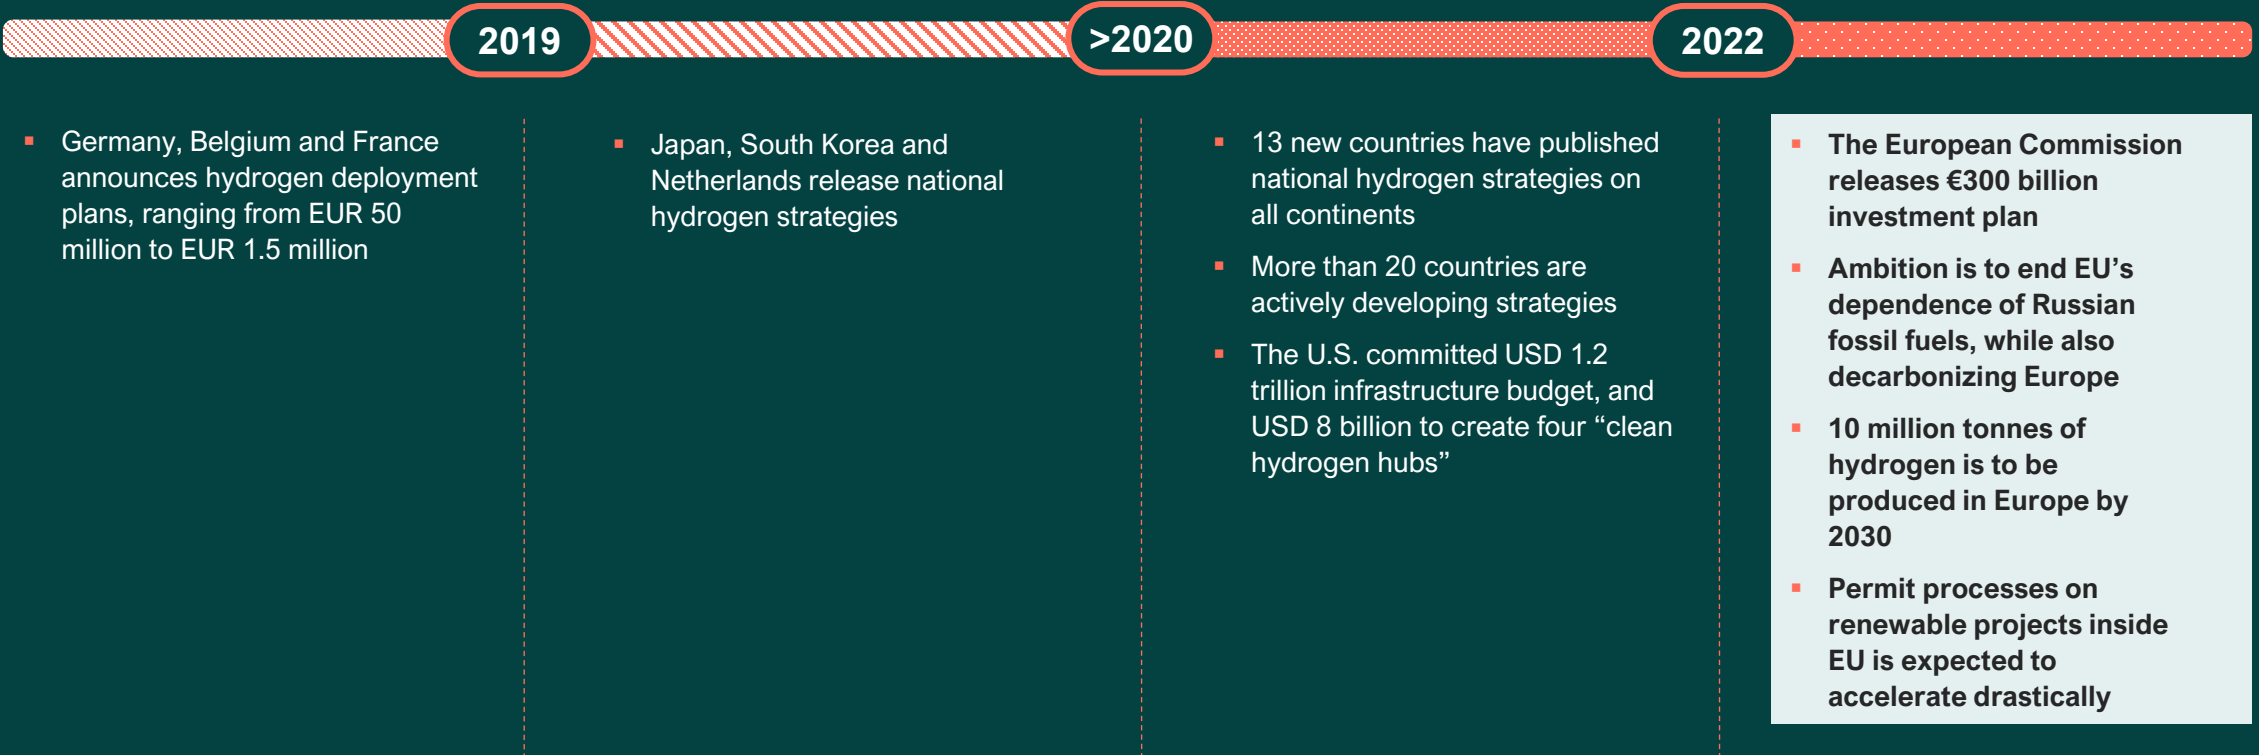 2019
>2020
2022
Germany, Belgium and France
announces hydrogen deployment
plans, ranging from EUR 50
million to EUR 1.5 million
Japan, South Korea and
Netherlands release national
hydrogen strategies
13 new countries have published
national hydrogen strategies on
all continents
More than 20 countries are
actively developing strategies
The U.S. committed USD 1.2
trillion infrastructure budget, and
USD 8 billion to create four “clean
hydrogen hubs”
The European Commission
releases €300 billion
investment plan
Ambition is to end EU’s
dependence of Russian
fossil fuels, while also
decarbonizing Europe
10 million tonnes of
hydrogen is to be
produced in Europe by
2030
Permit processes on
renewable projects inside
EU is expected to
accelerate drastically